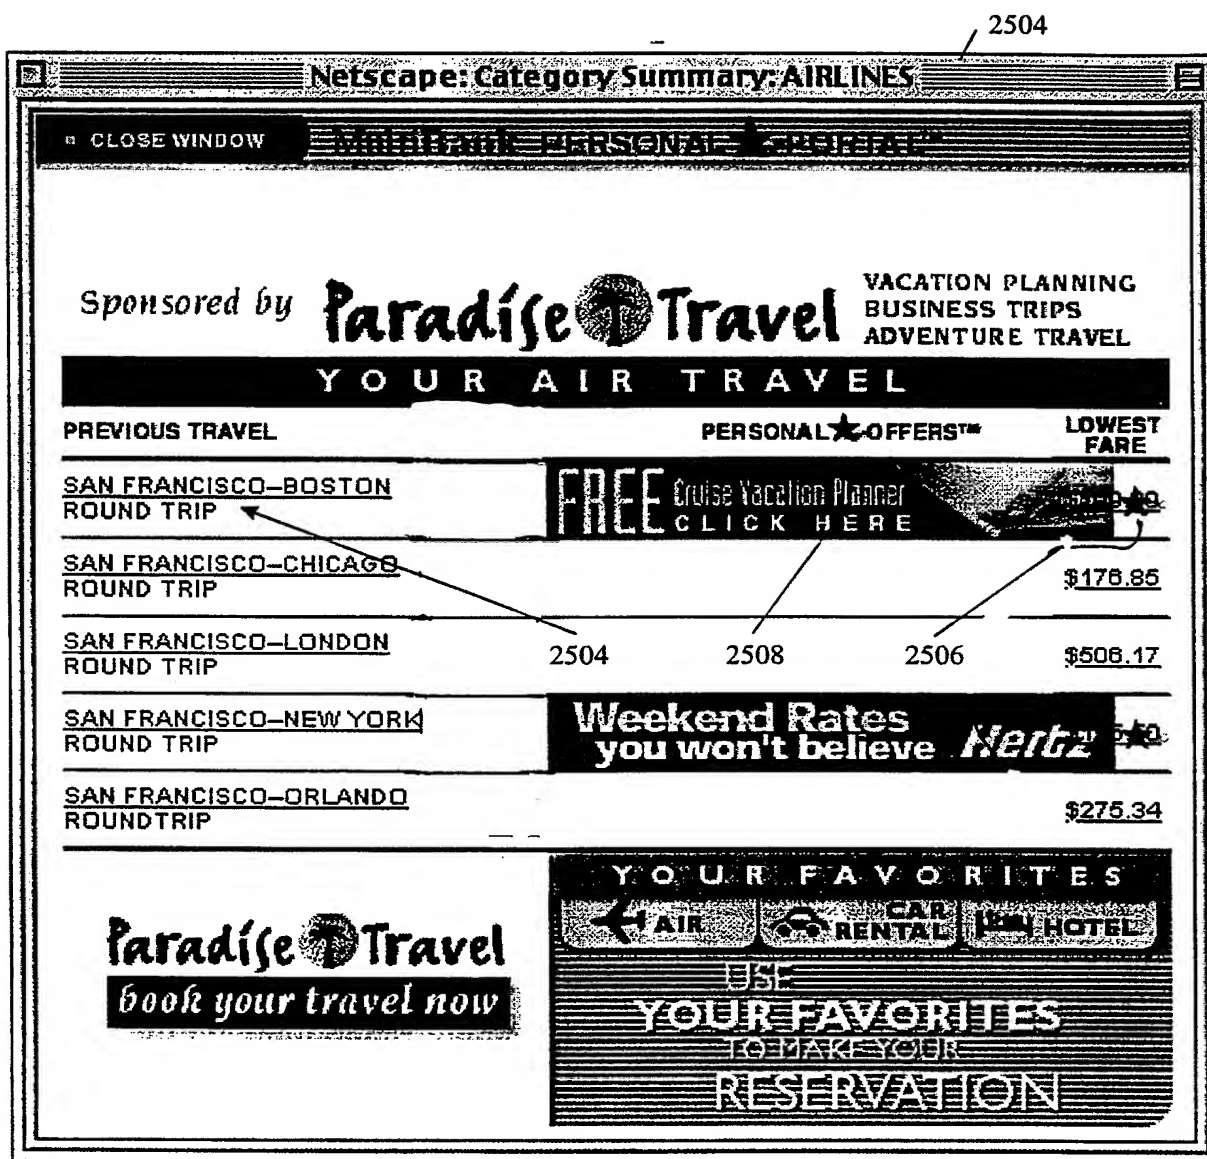 2504
Netscape: Category Summary: AIRLINES
CLOSE WINDOW
PERSONAL PORTAL™
Sponsored by Paradise Travel
VACATION PLANNING
BUSINESS TRIPS
ADVENTURE TRAVEL
YOUR AIR TRAVEL
PREVIOUS TRAVEL PERSONAL OFFERS™ LOWEST FARE
SAN FRANCISCO–BOSTON
ROUND TRIP
FREE Cruise Vacation Planner
CLICK HERE
SAN FRANCISCO–CHICAGO
ROUND TRIP
$176.85
SAN FRANCISCO–LONDON
ROUND TRIP
2504 2508 2506
$506.17
SAN FRANCISCO–NEW YORK
ROUND TRIP
Weekend Rates
you won't believe Hertz
SAN FRANCISCO–ORLANDO
ROUNDTRIP
$275.34
Paradise Travel
book your travel now
YOUR FAVORITES
AIR CAR RENTAL HOTEL
USE
YOUR FAVORITES
TO MAKE YOUR
RESERVATION